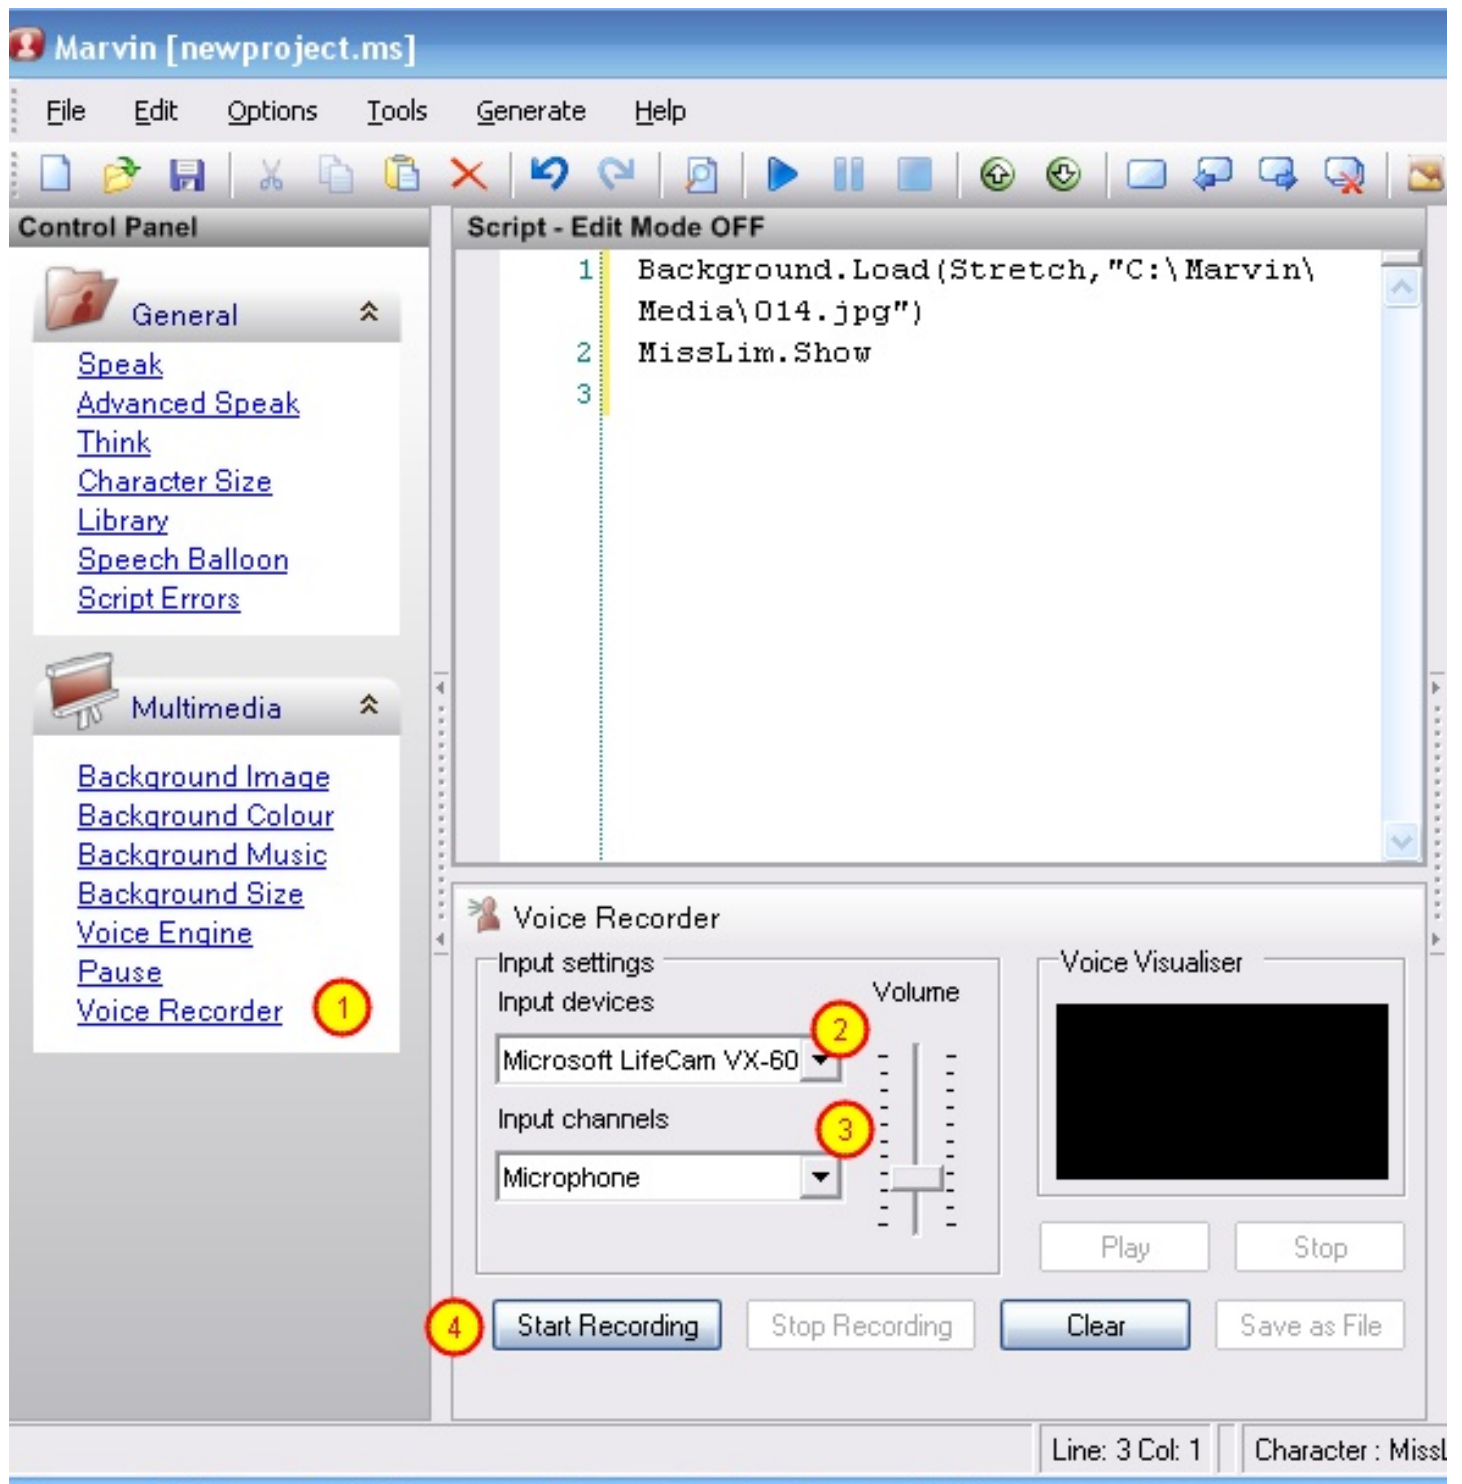 Marvin [newproject.ms]
File Edit Options Tools Generate Help
Control Panel
General
Speak
Advanced Speak
Think
Character Size
Library
Speech Balloon
Script Errors
Multimedia
Background Image
Background Colour
Background Music
Background Size
Voice Engine
Pause
Voice Recorder 1
Script - Edit Mode OFF
1 Background.Load(Stretch,"C:\Marvin\
Media\014.jpg")
2 MissLim.Show
3
Voice Recorder
Input settings
Input devices
Volume
2
Microsoft LifeCam VX-60
Input channels
3
Microphone
Voice Visualiser
Play Stop
4 Start Recording Stop Recording Clear Save as File
Line: 3 Col: 1 Character : MissL